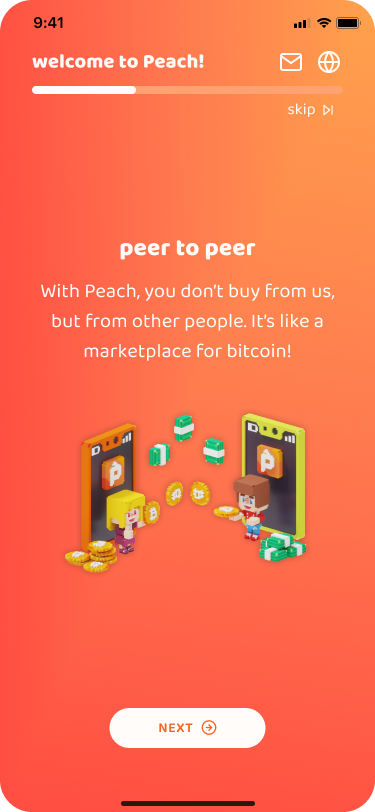 9:41
welcome to Peach!
skip
peer to peer
With Peach, you don't buy from us,
but from other people. It's like a
marketplace for bitcoin!
NEXT